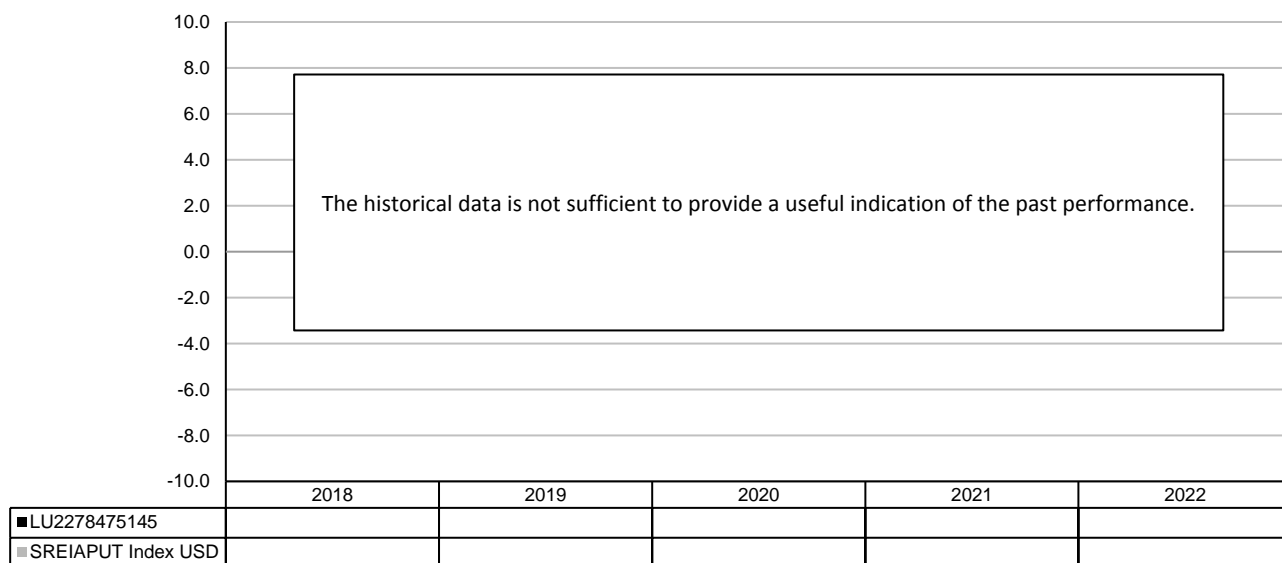 10.0
8.0
6.0
4.0
2.0
0.0
-2.0
-4.0
-6.0
-8.0
-10.0
The historical data is not sufficient to provide a useful indication of the past performance.
2018 2019 2020 2021 2022
LU2278475145
SREIAPUT Index USD